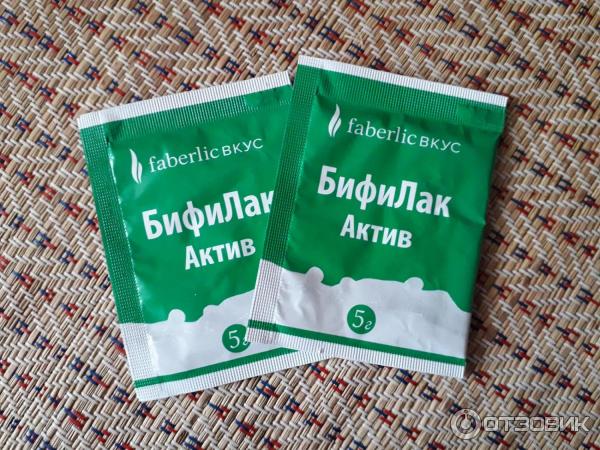 faberlic ВКУС
БифиЛак
Актив
5г
faberlic ВКУС
БифиЛак
Актив
5г
ОТЗОВИК